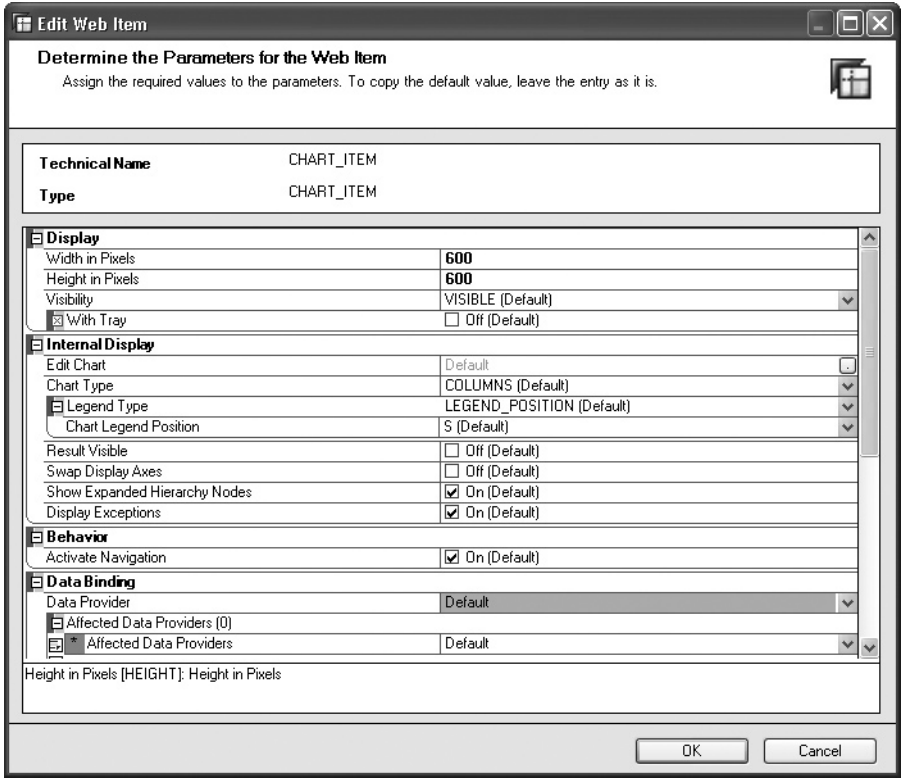 Edit Web Item
Determine the Parameters for the Web Item
Assign the required values to the parameters. To copy the default value, leave the entry as it is.
Technical Name CHART_ITEM
Type CHART_ITEM
Display
Width in Pixels 600
Height in Pixels 600
Visibility VISIBLE (Default)
With Tray Off (Default)
Internal Display
Edit Chart Default
Chart Type COLUMNS (Default)
Legend Type LEGEND_POSITION (Default)
Chart Legend Position S (Default)
Result Visible Off (Default)
Swap Display Axes Off (Default)
Show Expanded Hierarchy Nodes On (Default)
Display Exceptions On (Default)
Behavior
Activate Navigation On (Default)
Data Binding
Data Provider Default
Affected Data Providers (0)
* Affected Data Providers Default
Height in Pixels [HEIGHT]: Height in Pixels
OK Cancel